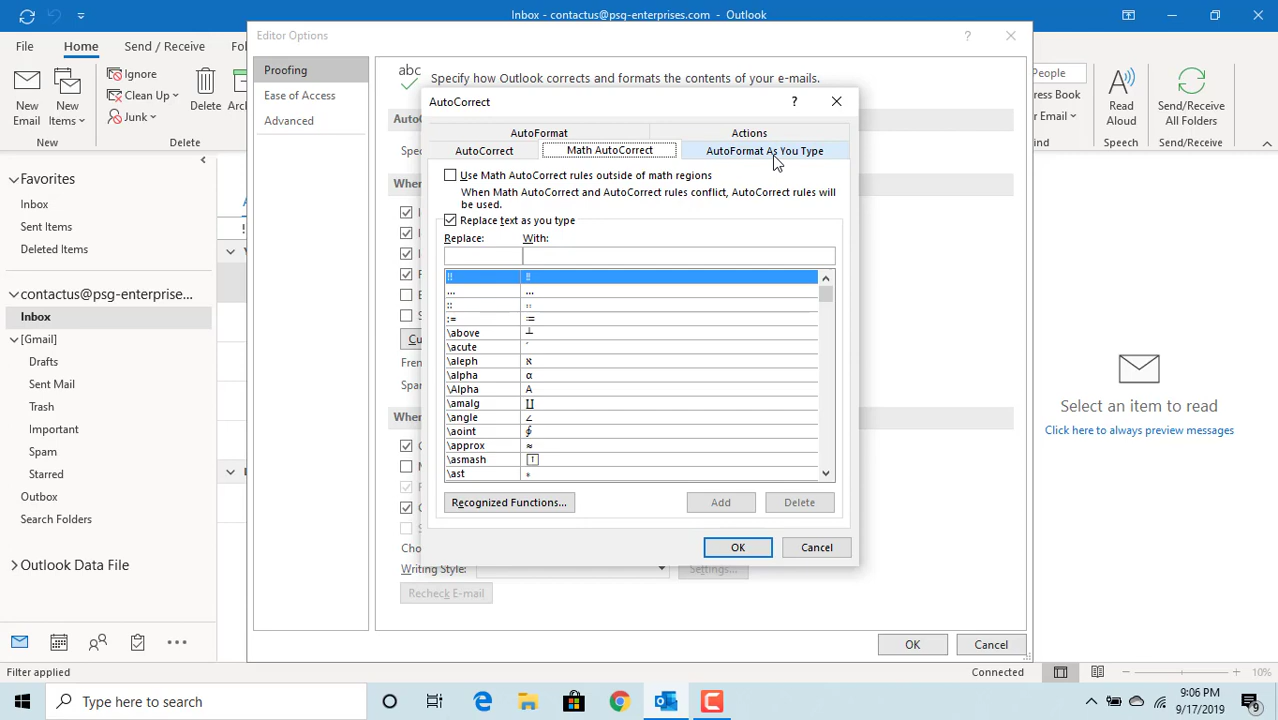 Inbox - contactus@psg-enterprises.com - Outlook
File
Home
Send / Receive
New
Email
New
Items
Ignore
Clean Up
Junk
Delete
Delete
Favorites
Inbox
Sent Items
Deleted Items
contactus@psg-enterprise...
Inbox
[Gmail]
Drafts
Sent Mail
Trash
Important
Spam
Starred
Outbox
Search Folders
Outlook Data File
Editor Options
?
Proofing
Ease of Access
Advanced
abc
Specify how Outlook corrects and formats the contents of your e-mails.
AutoCorrect
?
AutoFormat
Actions
AutoCorrect
Math AutoCorrect
AutoFormat As You Type
Use Math AutoCorrect rules outside of math regions
When Math AutoCorrect and AutoCorrect rules conflict, AutoCorrect rules will
be used.
Replace text as you type
Replace:
With:
!! ‼
... …
:: ∷
:= ≔
\above ┴
\acute ´
\aleph ℵ
\alpha α
\Alpha Α
\amalg ∐
\angle ∠
\aoint ∳
\approx ≈
\asmash ⬆
\ast ∗
Recognized Functions...
Add
Delete
OK
Cancel
Writing Style:
Settings...
Recheck E-mail
OK
Cancel
People
Read
Aloud
Send/Receive
All Folders
Speech
Send/Receive
Select an item to read
Click here to always preview messages
Filter applied
Connected
10%
Type here to search
9:06 PM
9/17/2019
9